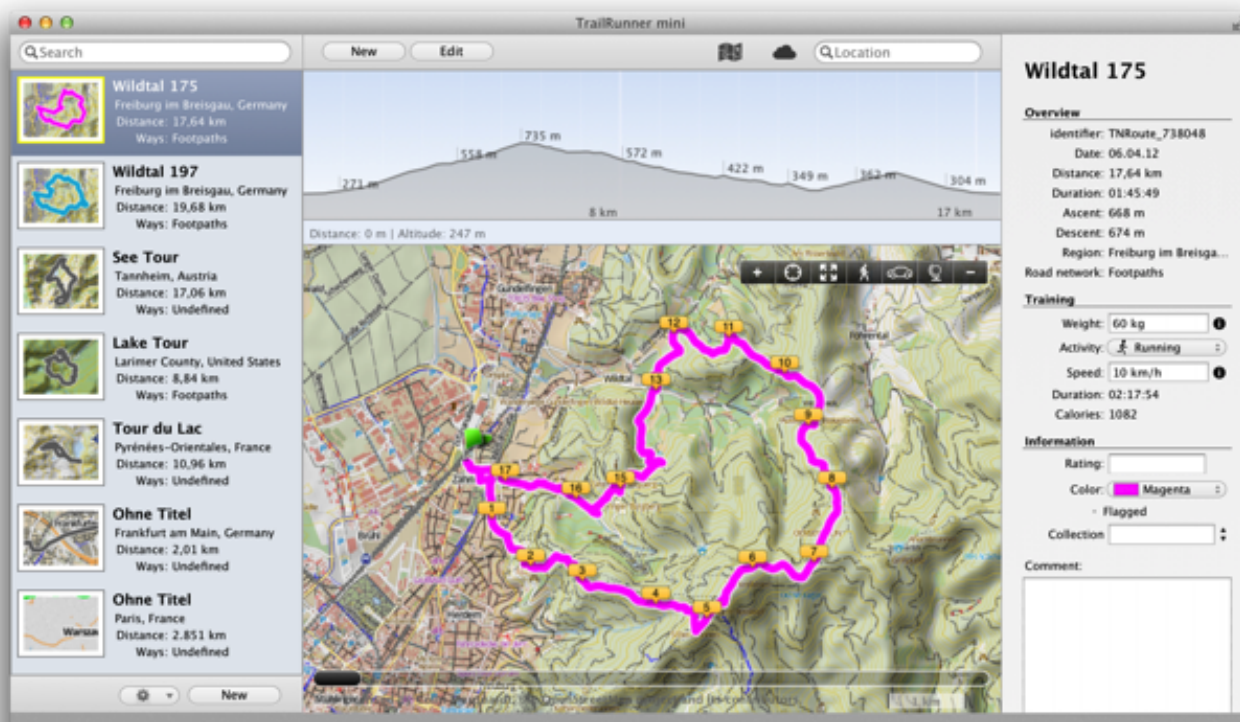 TrailRunner mini
Search
New
Edit
Location
Wildtal 175
Freiburg im Breisgau, Germany
Distance: 17,64 km
Ways: Footpaths
Wildtal 197
Freiburg im Breisgau, Germany
Distance: 19,68 km
Ways: Footpaths
See Tour
Tannheim, Austria
Distance: 17,06 km
Ways: Undefined
Lake Tour
Larimer County, United States
Distance: 8,84 km
Ways: Footpaths
Tour du Lac
Pyrénées-Orientales, France
Distance: 10,96 km
Ways: Undefined
Ohne Titel
Frankfurt am Main, Germany
Distance: 2,01 km
Ways: Undefined
Ohne Titel
Paris, France
Distance: 2.851 km
Ways: Undefined
New
271 m
558 m
735 m
572 m
422 m
349 m
362 m
304 m
8 km
17 km
Distance: 0 m | Altitude: 247 m
Gundelfingen
Wildtal
Föhrental
Zähri
Brühl
Herdern
12
11
10
13
9
17
16
15
8
1
2
3
4
5
6
7
1 km
Wildtal 175
Overview
identifier: TNRoute_738048
Date: 06.04.12
Distance: 17,64 km
Duration: 01:45:49
Ascent: 668 m
Descent: 674 m
Region: Freiburg im Breisga...
Road network: Footpaths
Training
Weight: 60 kg
Activity: Running
Speed: 10 km/h
Duration: 02:17:54
Calories: 1082
Information
Rating:
Color: Magenta
Flagged
Collection
Comment: